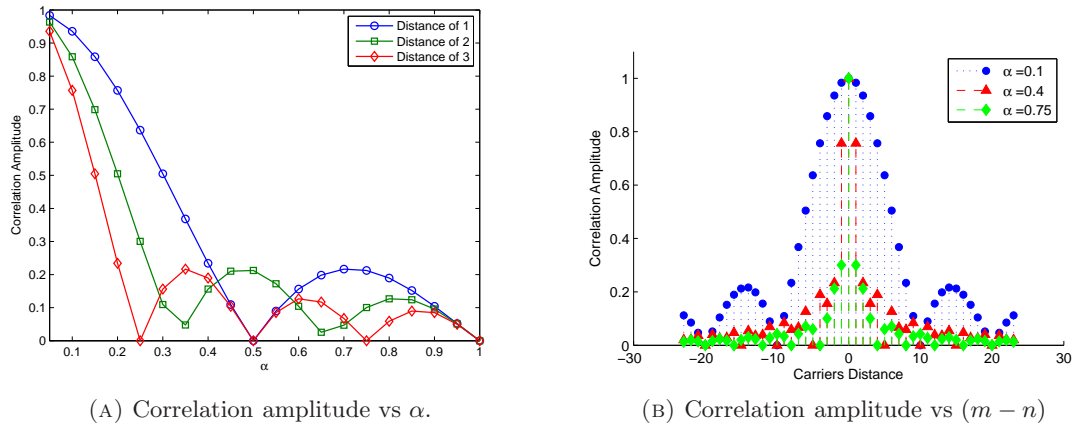 1
0.9
0.8
0.7
0.6
0.5
0.4
0.3
0.2
0.1
0
Correlation Amplitude
0.1 0.2 0.3 0.4 0.5 0.6 0.7 0.8 0.9 1
α
Distance of 1
Distance of 2
Distance of 3
(A) Correlation amplitude vs α.
1
0.8
0.6
0.4
0.2
0
Correlation Amplitude
−30 −20 −10 0 10 20 30
Carriers Distance
α =0.1
α =0.4
α =0.75
(B) Correlation amplitude vs (m − n)